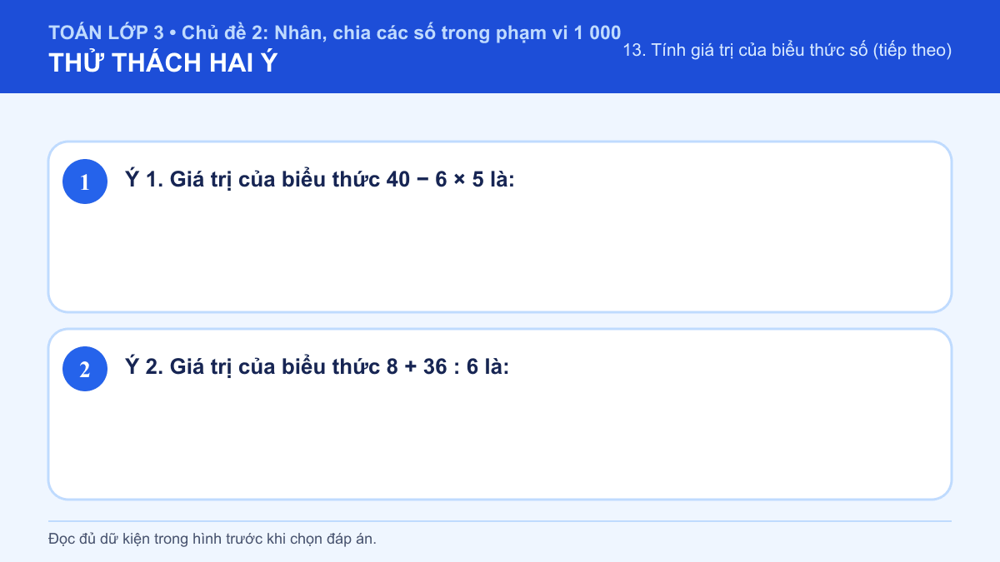 TOÁN LỚP 3 • Chủ đề 2: Nhân, chia các số trong phạm vi 1 000
THỬ THÁCH HAI Ý
13. Tính giá trị của biểu thức số (tiếp theo)
1
Ý 1. Giá trị của biểu thức 40 − 6 × 5 là:
2
Ý 2. Giá trị của biểu thức 8 + 36 : 6 là:
Đọc đủ dữ kiện trong hình trước khi chọn đáp án.